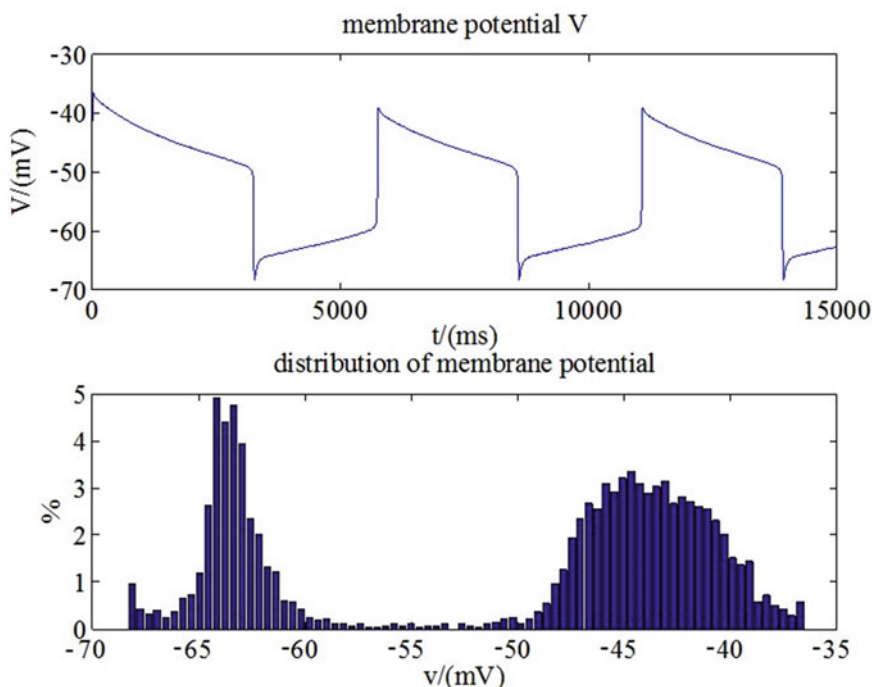 membrane potential V
-30
-40
-50
-60
-70
V/(mV)
0 5000 10000 15000
t/(ms)
distribution of membrane potential
5
4
3
2
1
0
%
-70 -65 -60 -55 -50 -45 -40 -35
v/(mV)